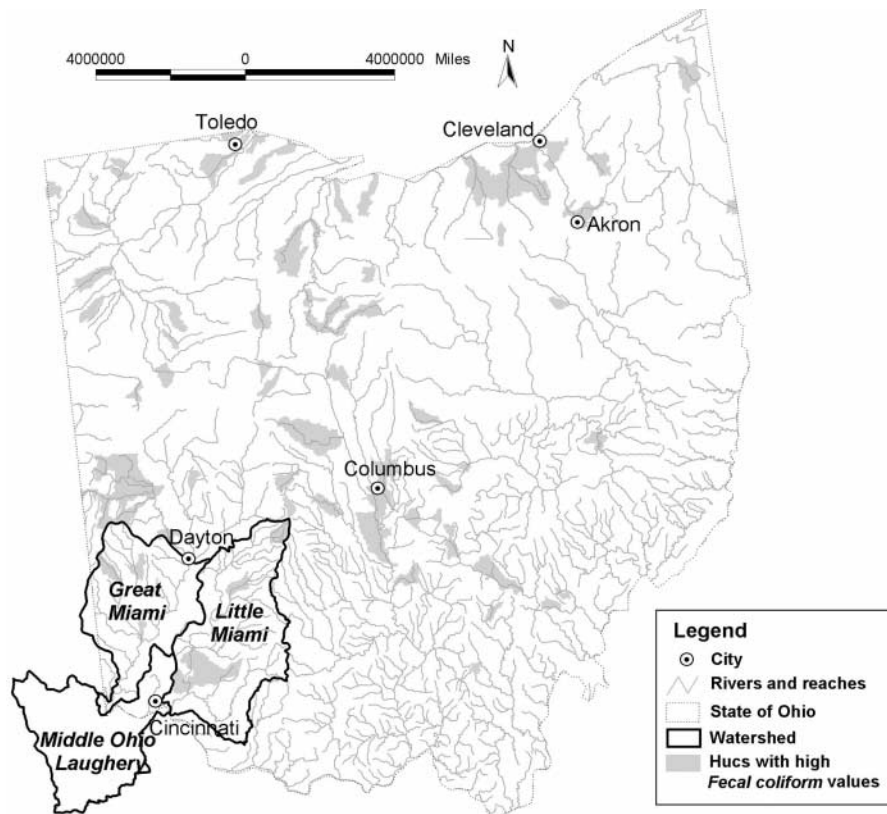 4000000 0 4000000 Miles
N
Toledo
Cleveland
Akron
Columbus
Dayton
Great
Miami
Little
Miami
Cincinnati
Middle Ohio
Laughery
Legend
City
Rivers and reaches
State of Ohio
Watershed
Hucs with high
Fecal coliform values